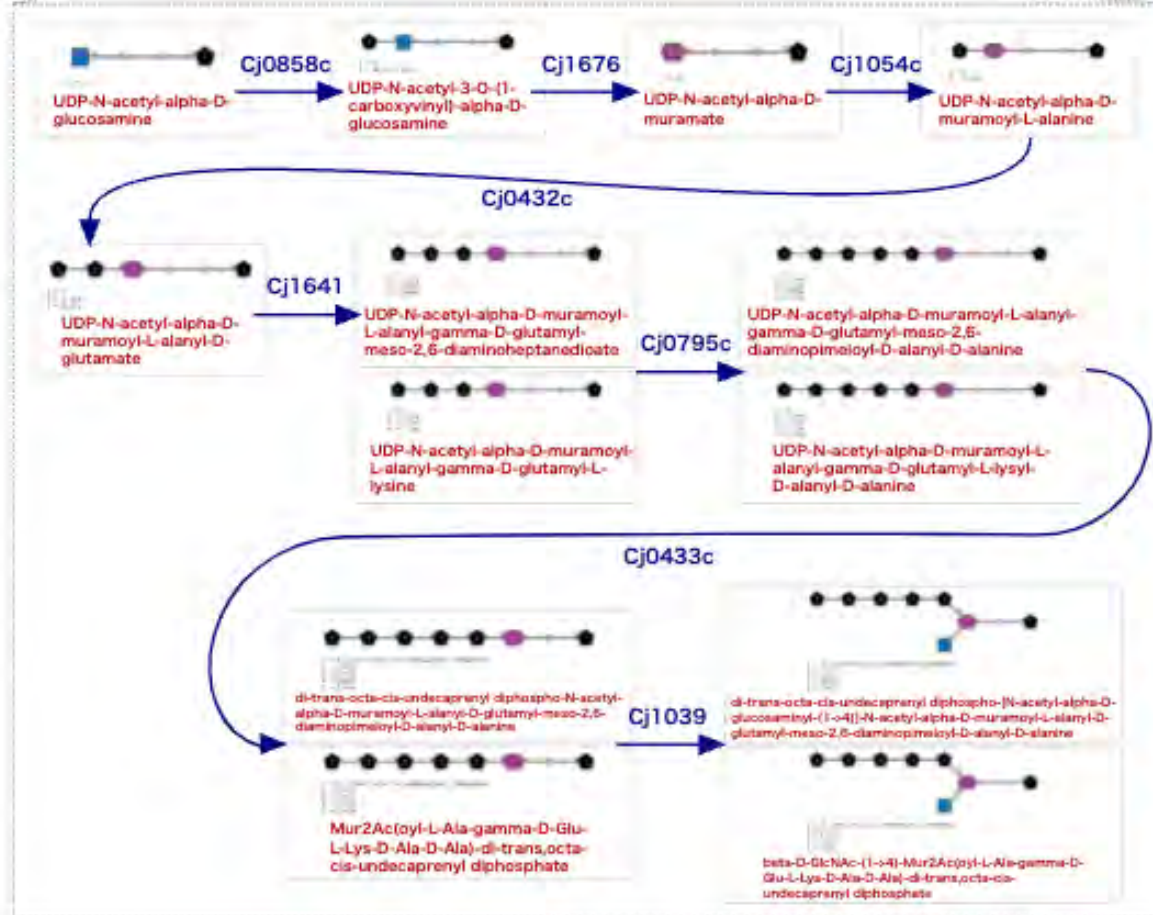 Cj0858c
Cj1676
Cj1054c
UDP-N-acetyl-alpha-D-
glucosamine
UDP-N-acetyl-3-O-(1-
carboxyvinyl)-alpha-D-
glucosamine
UDP-N-acetyl-alpha-D-
muramate
UDP-N-acetyl-alpha-D-
muramoyl-L-alanine
Cj0432c
Cj1641
UDP-N-acetyl-alpha-D-
muramoyl-L-alanyl-D-
glutamate
UDP-N-acetyl-alpha-D-muramoyl-
L-alanyl-gamma-D-glutamyl-
meso-2,6-diaminoheptanedioate
Cj0795c
UDP-N-acetyl-alpha-D-muramoyl-L-alanyl-
gamma-D-glutamyl-meso-2,6-
diaminopimeloyl-D-alanyl-D-alanine
UDP-N-acetyl-alpha-D-muramoyl-
L-alanyl-gamma-D-glutamyl-L-
lysine
UDP-N-acetyl-alpha-D-muramoyl-L-
alanyl-gamma-D-glutamyl-L-lysyl-
D-alanyl-D-alanine
Cj0433c
di-trans-octa-cis-undecaprenyl diphospho-N-acetyl-
alpha-D-muramoyl-L-alanyl-D-glutamyl-meso-2,6-
diaminopimeloyl-D-alanyl-D-alanine
Cj1039
di-trans-octa-cis-undecaprenyl diphospho-[N-acetyl-alpha-D-
glucosaminyl-(1->4)]-N-acetyl-alpha-D-muramoyl-L-alanyl-D-
glutamyl-meso-2,6-diaminopimeloyl-D-alanyl-D-alanine
Mur2Ac(oyl-L-Ala-gamma-D-Glu-
L-Lys-D-Ala-D-Ala)-di-trans,octa-
cis-undecaprenyl diphosphate
beta-D-GlcNAc-(1->4)-Mur2Ac(oyl-L-Ala-gamma-D-
Glu-L-Lys-D-Ala-D-Ala)-di-trans,octa-cis-
undecaprenyl diphosphate